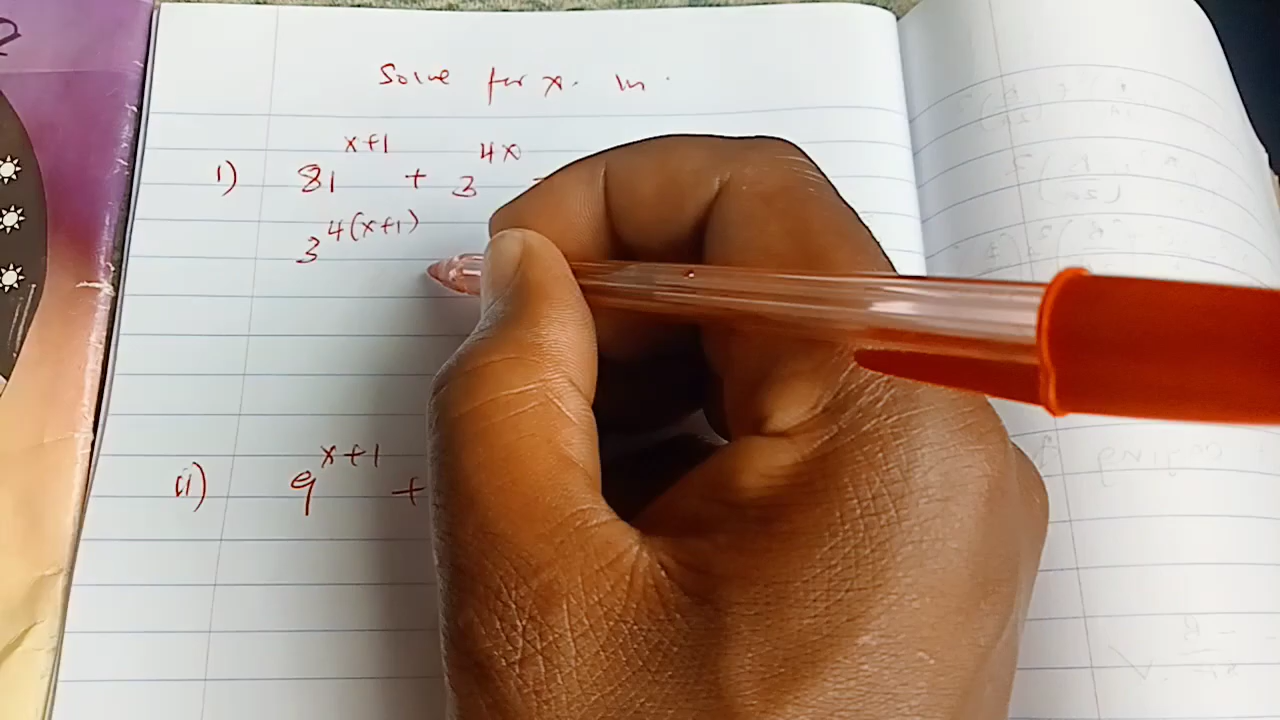 Solve for x. in.
1) 81^{x+1} + 3^{4x} -
3^{4(x+1)}
(ii) 9^{x+1} +